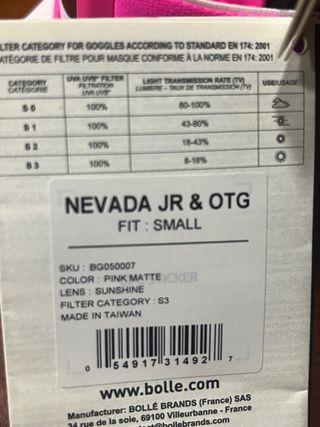 LTER CATEGORY FOR GOGGLES ACCORDING TO STANDARD EN 174: 2001
ATÉGORIE DE FILTRE POUR MASQUE CONFORME À LA NORME EN 174: 2001
CATEGORY UVA UVB* FILTER LIGHT TRANSMISSION RATE (TV) USE/USAGE
CATÉGORIE FILTRATION UVA UVB* LUMIÈRE - TAUX DE TRANSMISSION (TV)
S 0 100% 80-100%
S 1 100% 43-80%
S 2 100% 18-43%
S 3 100% 8-18%
NEVADA JR & OTG
FIT : SMALL
SKU : BG050007
COLOR : PINK MATTE
LENS : SUNSHINE
FILTER CATEGORY : S3
MADE IN TAIWAN
0 54917 31492 7
www.bolle.com
Manufacturer: BOLLÉ BRANDS (France) SAS
34 rue de la soie, 69100 Villeurbanne - France